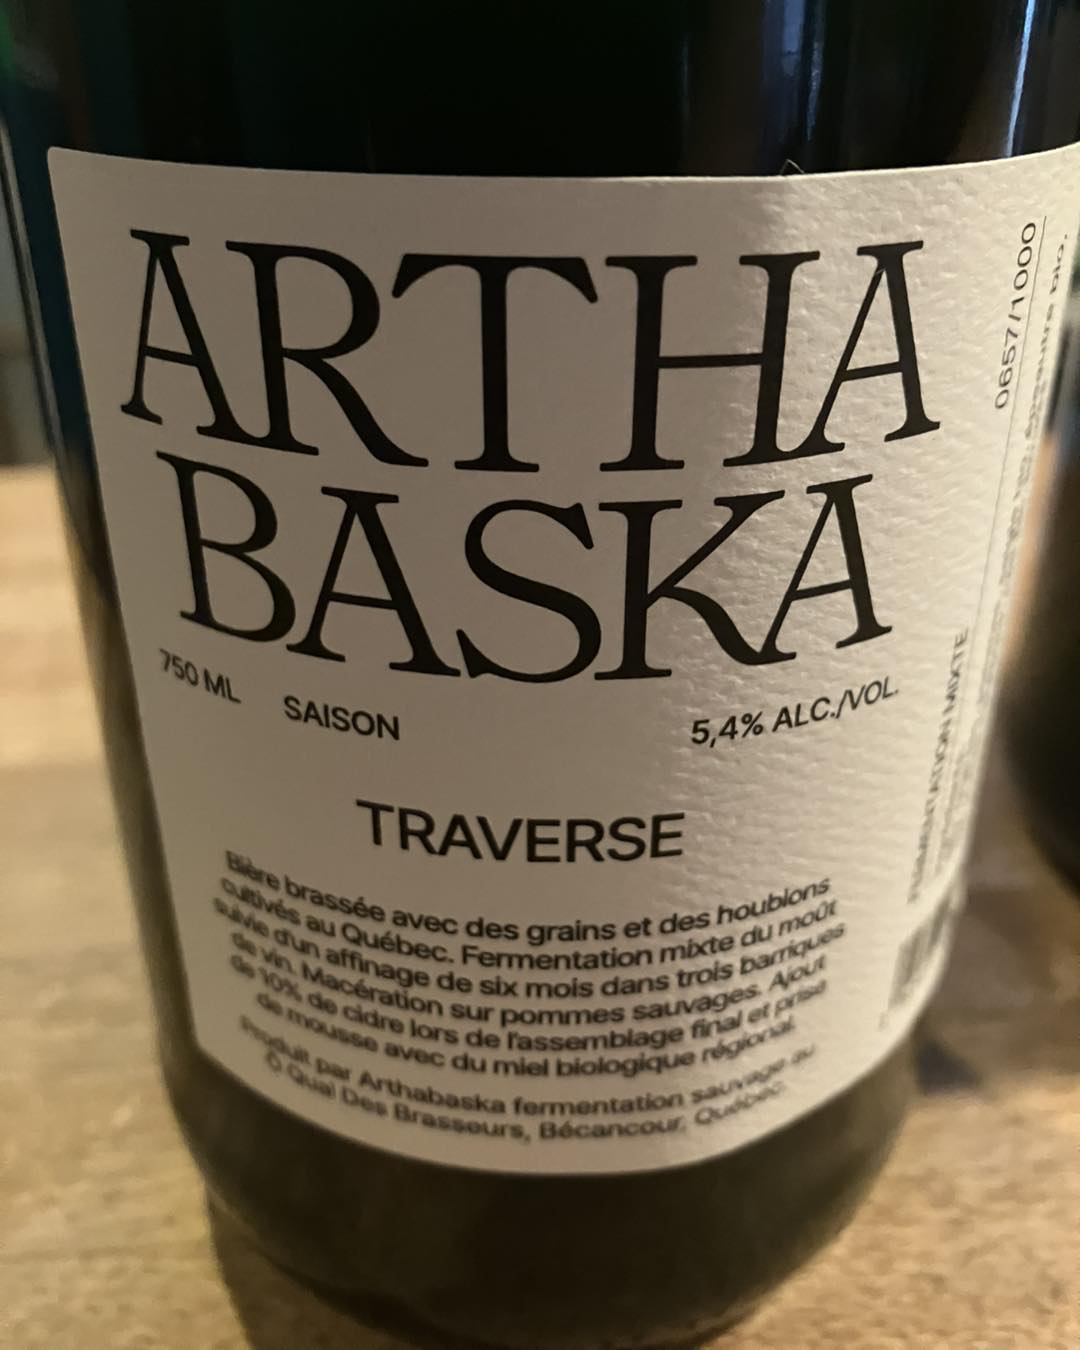 ARTHA
BASKA
750 ML SAISON 5,4% ALC./VOL.
TRAVERSE
Bière brassée avec des grains et des houblons
cultivés au Québec. Fermentation mixte du moût
suivie d'un affinage de six mois dans trois barriques
de vin. Macération sur pommes sauvages. Ajout
de 10% de cidre lors de l'assemblage final et prise
de mousse avec du miel biologique régional.
Produit par Arthabaska fermentation sauvage au
Ô Quai Des Brasseurs, Bécancour, Québec.
0657/1000
épeautre bio.
FERMENTATION MIXTE